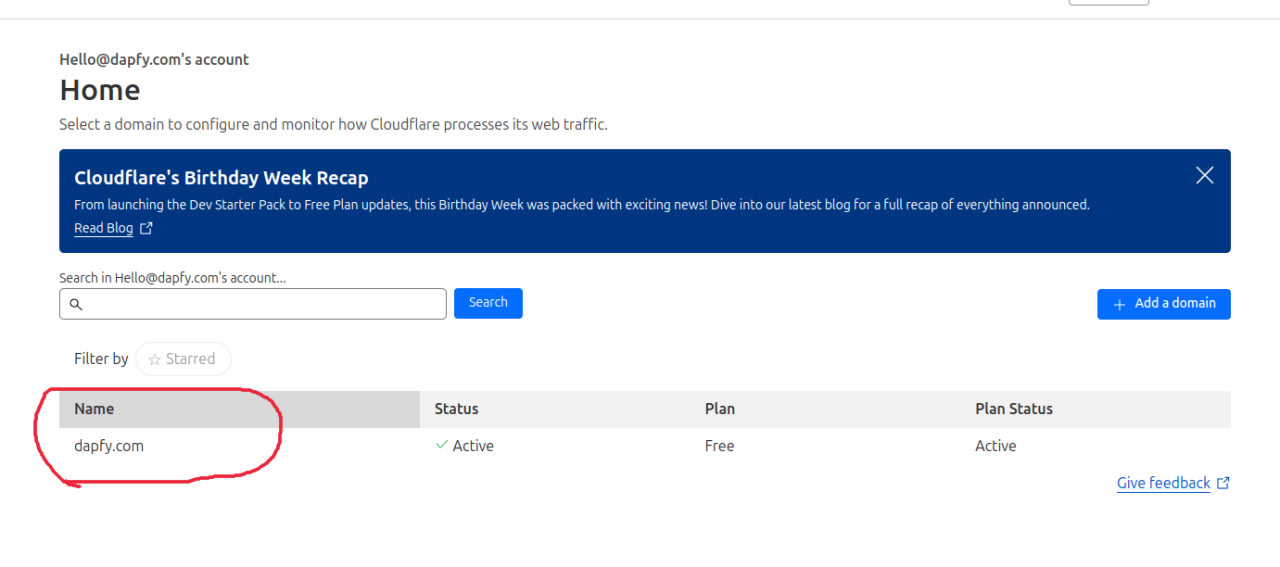 Hello@dapfy.com's account
Home
Select a domain to configure and monitor how Cloudflare processes its web traffic.
Cloudflare's Birthday Week Recap
From launching the Dev Starter Pack to Free Plan updates, this Birthday Week was packed with exciting news! Dive into our latest blog for a full recap of everything announced.
Read Blog
Search in Hello@dapfy.com's account...
Search
+ Add a domain
Filter by ☆ Starred
Name Status Plan Plan Status
dapfy.com ✓ Active Free Active
Give feedback